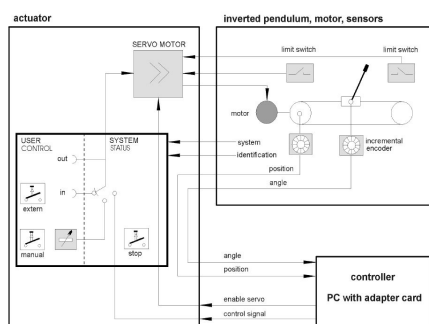 actuator
inverted pendulum, motor, sensors
SERVO MOTOR
limit switch
limit switch
motor
USER
CONTROL
SYSTEM
STATUS
out
in
extern
manual
stop
system
identification
position
angle
incremental
encoder
angle
position
enable servo
control signal
controller
PC with adapter card